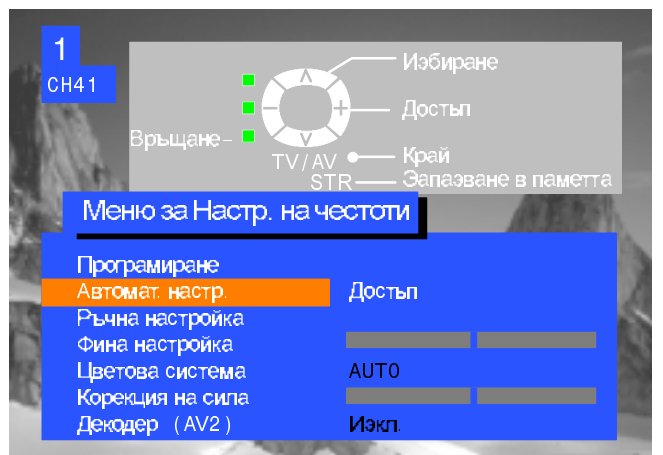 1
CH41
Избиране
Достъп
Връщане
TV/AV
Край
STR
Запазване в паметта
Меню за Настр. на честоти
Програмиране
Автомат. настр.
Достъп
Ръчна настройка
Фина настройка
Цветова система
AUTO
Корекция на сила
Декодер (AV2)
Изкл.